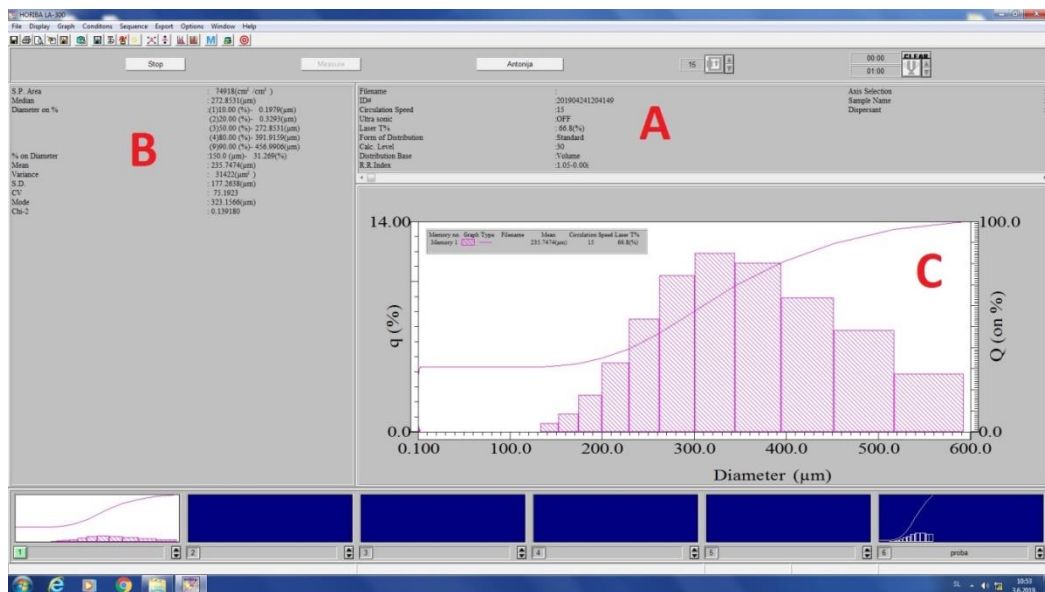 HORIBA LA-300
File Display Graph Conditons Sequence Export Options Window Help
Stop Measure Antonija 15 00:00 CLEAR
01:00
S.P. Area : 74918(cm² /cm³ )
Median : 272.8531(µm)
Diameter on % :(1)10.00 (%)- 0.1979(µm)
(2)20.00 (%)- 0.3293(µm)
(3)50.00 (%)- 272.8531(µm)
(4)80.00 (%)- 391.9159(µm)
(9)90.00 (%)- 456.9906(µm)
% on Diameter :150.0 (µm)- 31.269(%)
Mean : 235.7474(µm)
Variance : 31422(µm² )
S.D. : 177.2638(µm)
CV : 75.1923
Mode : 323.1566(µm)
Chi-2 : 0.139180
B
Filename :
ID# :201904241204149
Circulation Speed :15
Ultra sonic :OFF
Laser T% : 66.8(%)
Form of Distribution :Standard
Calc. Level :30
Distribution Base :Volume
R.R.Index :1.05-0.00i
A
Axis Selection
Sample Name
Dispersant
14.00 100.0
Memory no. Graph Type Filename Mean Circulation Speed Laser T%
Memory 1 235.7474(µm) 15 66.8(%)
C
q (%)
Q (on %)
0.0 0.0
0.100 100.0 200.0 300.0 400.0 500.0 600.0
Diameter (µm)
1 2 3 4 5 6 proba
SL 10:53
3.6.2019